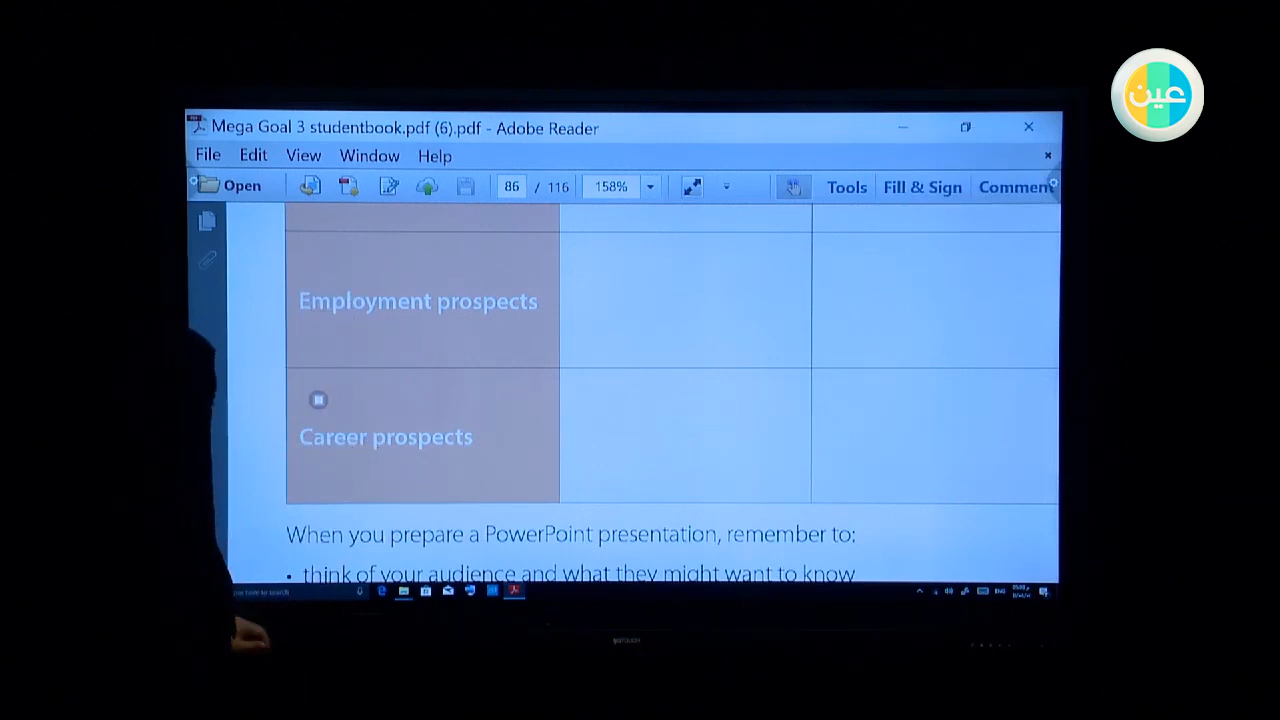 عين
Mega Goal 3 studentbook.pdf (6).pdf - Adobe Reader
File Edit View Window Help
Open 86 / 116 158% Tools Fill & Sign Comment
Employment prospects
Career prospects
When you prepare a PowerPoint presentation, remember to:
• think of your audience and what they might want to know
ENG